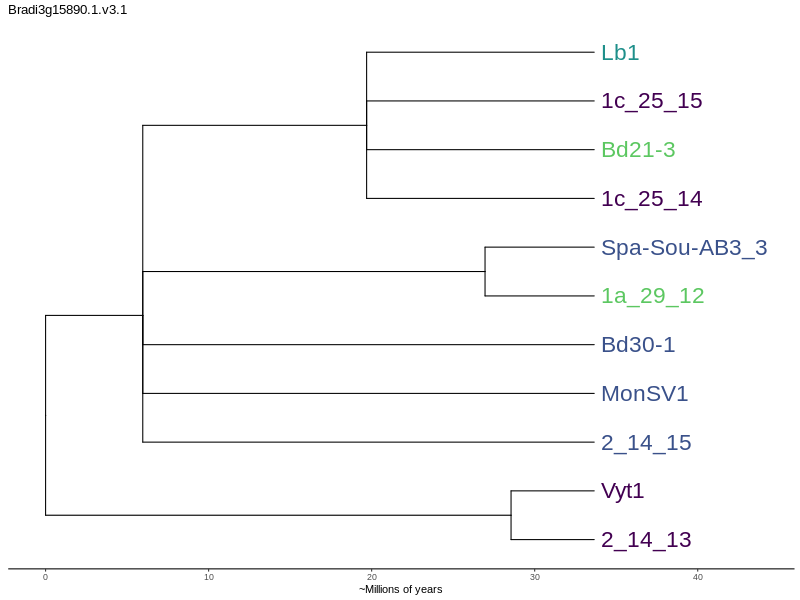 Bradi3g15890.1.v3.1
Lb1
1c_25_15
Bd21-3
1c_25_14
Spa-Sou-AB3_3
1a_29_12
Bd30-1
MonSV1
2_14_15
Vyt1
2_14_13
0 10 20 30 40
~Millions of years